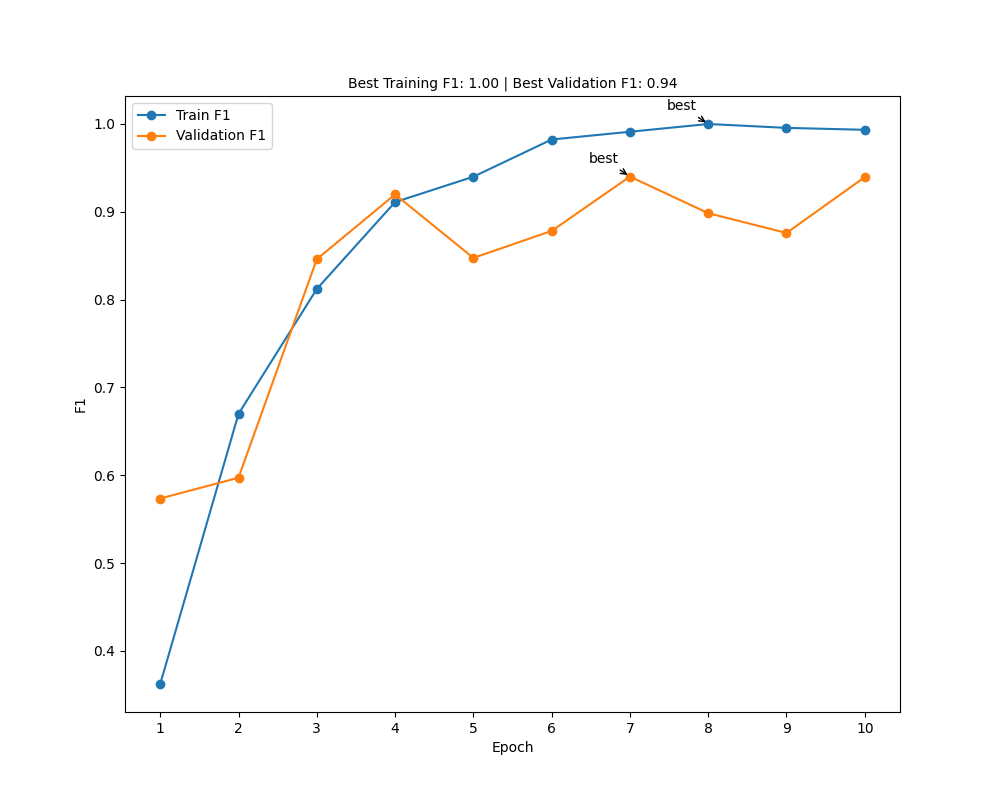 Best Training F1: 1.00 | Best Validation F1: 0.94
Train F1
Validation F1
best
best
1.0
0.9
0.8
0.7
0.6
0.5
0.4
F1
1 2 3 4 5 6 7 8 9 10
Epoch